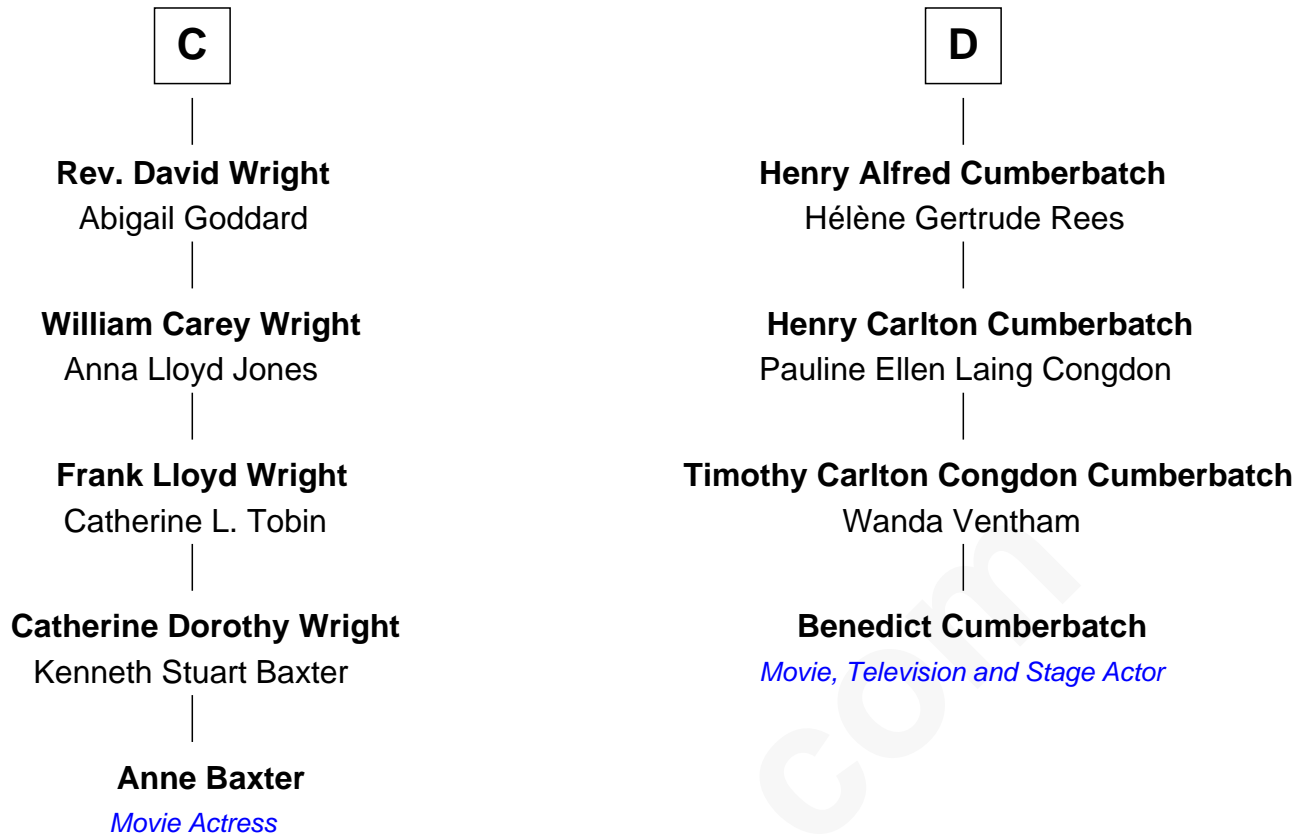 C
Rev. David Wright
Abigail Goddard
William Carey Wright
Anna Lloyd Jones
Frank Lloyd Wright
Catherine L. Tobin
Catherine Dorothy Wright
Kenneth Stuart Baxter
Anne Baxter
Movie Actress
D
Henry Alfred Cumberbatch
Hélène Gertrude Rees
Henry Carlton Cumberbatch
Pauline Ellen Laing Congdon
Timothy Carlton Congdon Cumberbatch
Wanda Ventham
Benedict Cumberbatch
Movie, Television and Stage Actor
com